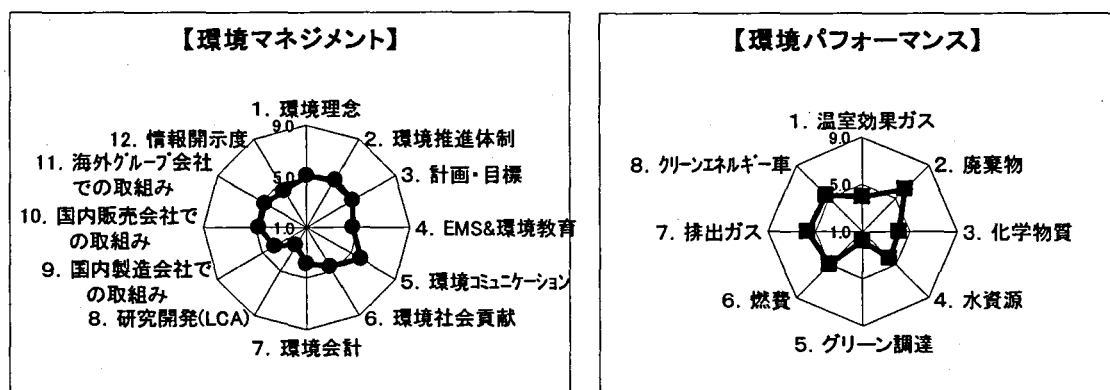 【環境マネジメント】
1. 環境理念
9.0
2. 環境推進体制
3. 計画・目標
4. EMS&環境教育
5. 環境コミュニケーション
6. 環境社会貢献
7. 環境会計
8. 研究開発(LCA)
9. 国内製造会社で
の取組み
10. 国内販売会社で
の取組み
11. 海外グループ会社
での取組み
12. 情報開示度
5.0
1.0
【環境パフォーマンス】
1. 温室効果ガス
9.0
2. 廃棄物
3. 化学物質
4. 水資源
5. グリーン調達
6. 燃費
7. 排出ガス
8. クリーンエネルギー車
5.0
1.0